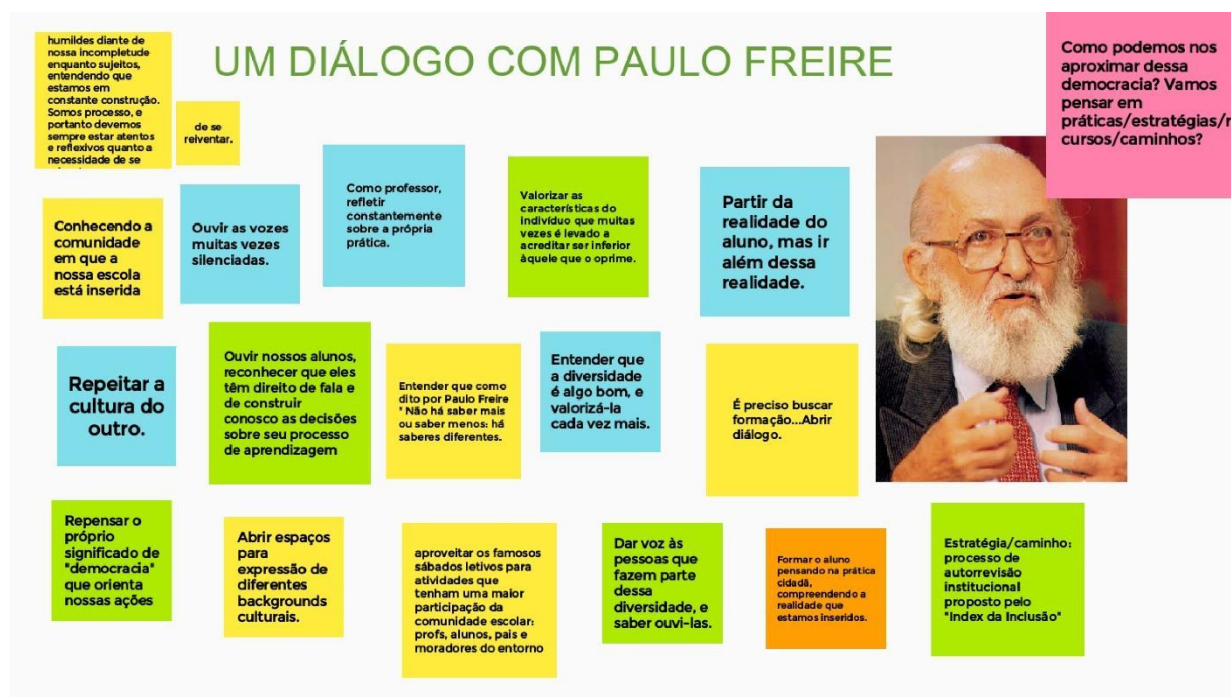 UM DIÁLOGO COM PAULO FREIRE
Como podemos nos
aproximar dessa
democracia? Vamos
pensar em
práticas/estratégias/r
cursos/caminhos?
humildes diante de
nossa incompletude
enquanto sujeitos,
entendendo que
estamos em
constante construção.
Somos processo, e
portanto devemos
sempre estar atentos
e reflexivos quanto a
necessidade de se
de se
reiventar.
Conhecendo a
comunidade
em que a
nossa escola
está inserida
Ouvir as vozes
muitas vezes
silenciadas.
Como professor,
refletir
constantemente
sobre a própria
prática.
Valorizar as
características do
indivíduo que muitas
vezes é levado a
acreditar ser inferior
àquele que o oprime.
Partir da
realidade do
aluno, mas ir
além dessa
realidade.
Repeitar a
cultura do
outro.
Ouvir nossos alunos,
reconhecer que eles
têm direito de fala e
de construir
conosco as decisões
sobre seu processo
de aprendizagem
Entender que como
dito por Paulo Freire
" Não há saber mais
ou saber menos: há
saberes diferentes.
Entender que
a diversidade
é algo bom, e
valorizá-la
cada vez mais.
É preciso buscar
formação...Abrir
diálogo.
Repensar o
próprio
significado de
"democracia"
que orienta
nossas ações
Abrir espaços
para
expressão de
diferentes
backgrounds
culturais.
aproveitar os famosos
sábados letivos para
atividades que
tenham uma maior
participação da
comunidade escolar:
profs, alunos, pais e
moradores do entorno
Dar voz às
pessoas que
fazem parte
dessa
diversidade, e
saber ouvi-las.
Formar o aluno
pensando na prática
cidadã,
compreendendo a
realidade que
estamos inseridos.
Estratégia/caminho:
processo de
autorrevisão
institucional
proposto pelo
"Index da Inclusão"